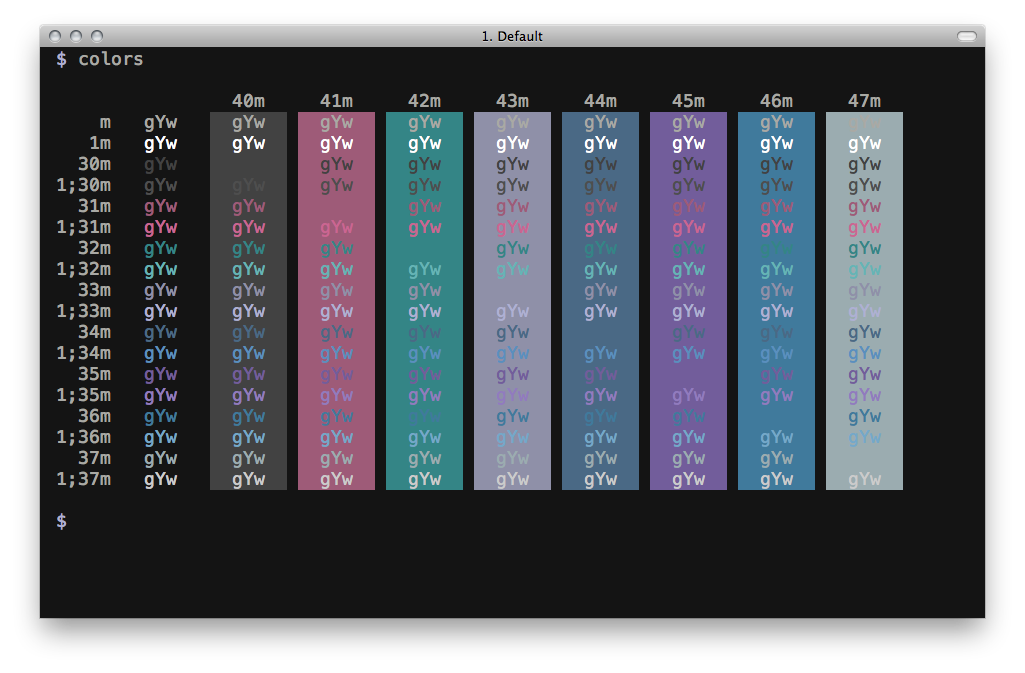 1. Default
$ colors
40m 41m 42m 43m 44m 45m 46m 47m
m gYw gYw gYw gYw gYw gYw gYw gYw gYw
1m gYw gYw gYw gYw gYw gYw gYw gYw gYw
30m gYw gYw gYw gYw gYw gYw gYw gYw
1;30m gYw gYw gYw gYw gYw gYw gYw gYw gYw
31m gYw gYw gYw gYw gYw gYw gYw gYw
1;31m gYw gYw gYw gYw gYw gYw gYw gYw gYw
32m gYw gYw gYw gYw gYw gYw gYw gYw
1;32m gYw gYw gYw gYw gYw gYw gYw gYw gYw
33m gYw gYw gYw gYw gYw gYw gYw gYw
1;33m gYw gYw gYw gYw gYw gYw gYw gYw gYw
34m gYw gYw gYw gYw gYw gYw gYw gYw
1;34m gYw gYw gYw gYw gYw gYw gYw gYw gYw
35m gYw gYw gYw gYw gYw gYw gYw gYw
1;35m gYw gYw gYw gYw gYw gYw gYw gYw gYw
36m gYw gYw gYw gYw gYw gYw gYw gYw
1;36m gYw gYw gYw gYw gYw gYw gYw gYw gYw
37m gYw gYw gYw gYw gYw gYw gYw gYw
1;37m gYw gYw gYw gYw gYw gYw gYw gYw gYw
$